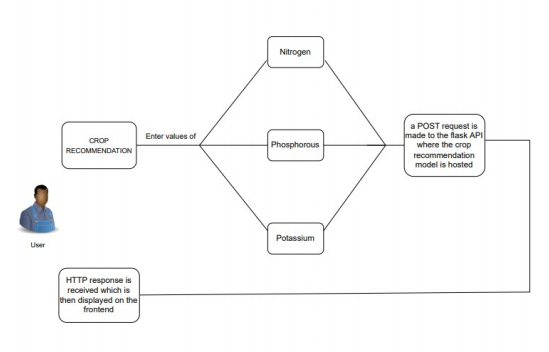 Nitrogen
CROP
RECOMMENDATION
Enter values of
Phosphorous
a POST request is
made to the flask API
where the crop
recommendation
model is hosted
Potassium
User
HTTP response is
received which is
then displayed on the
frontend